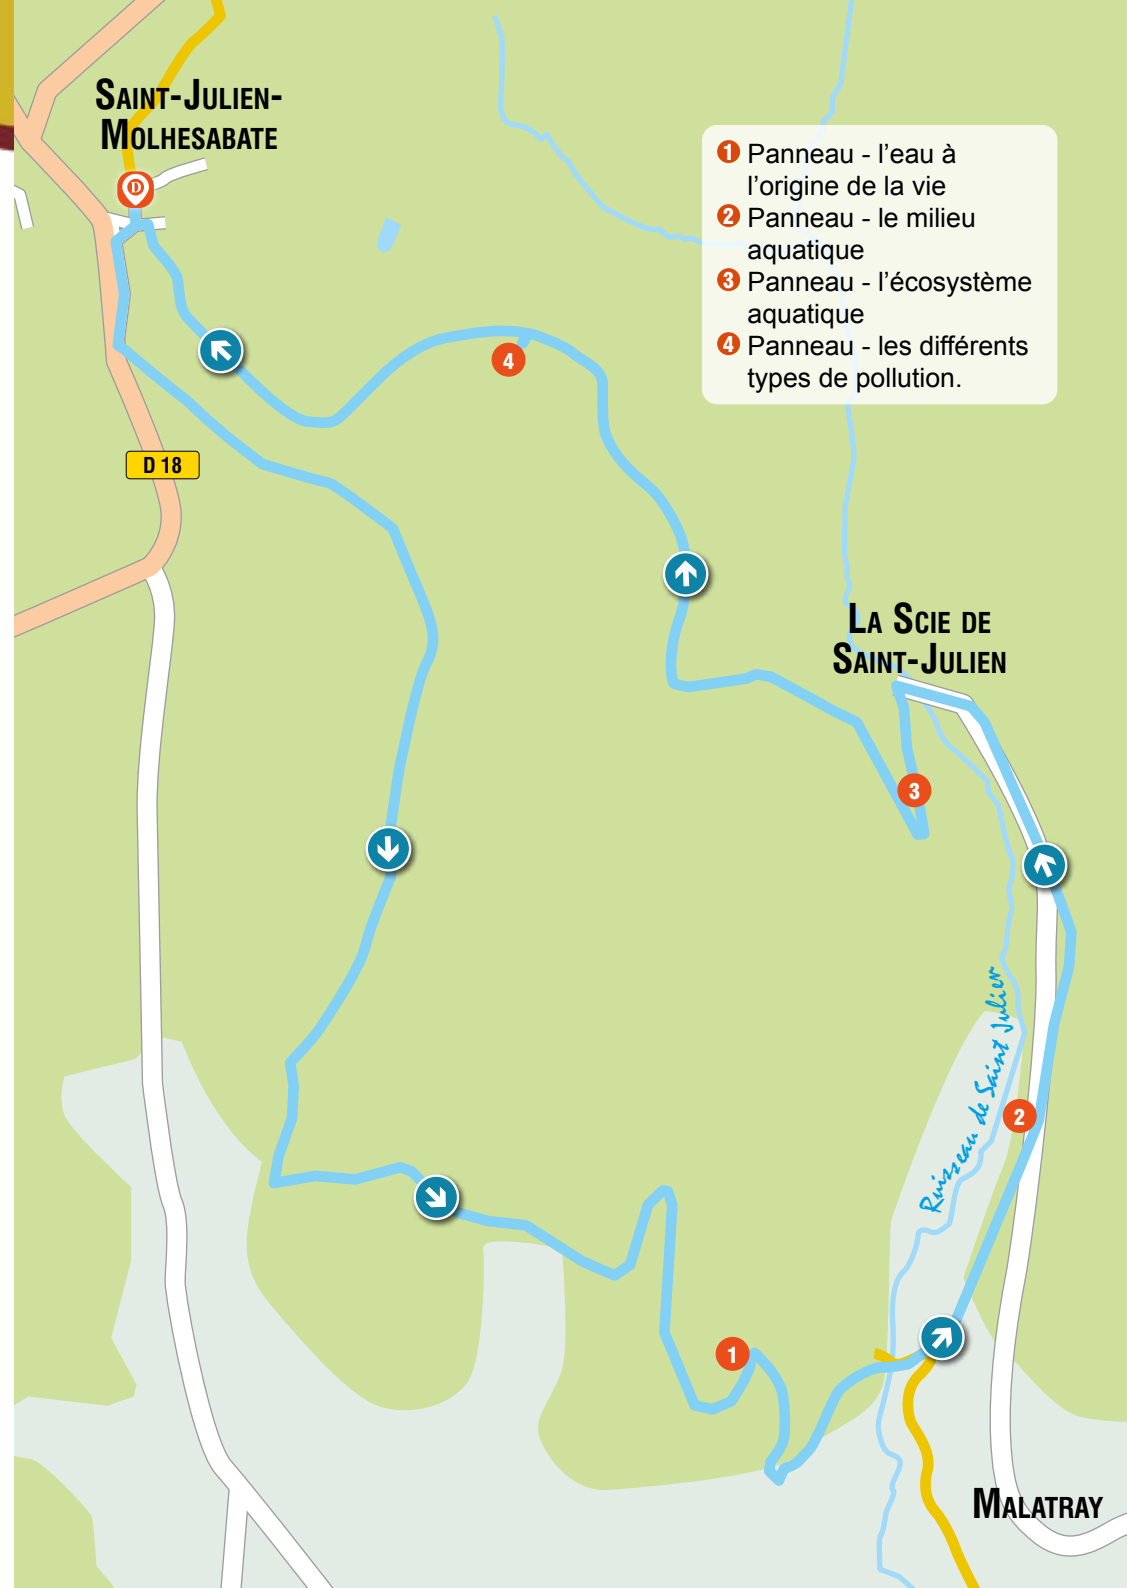 Saint-Julien-
Molhesabate
D
1 Panneau - l’eau à
l’origine de la vie
2 Panneau - le milieu
aquatique
3 Panneau - l’écosystème
aquatique
4 Panneau - les différents
types de pollution.
4
D 18
La Scie de
Saint-Julien
3
Ruisseau de Saint Julien
2
1
Malatray